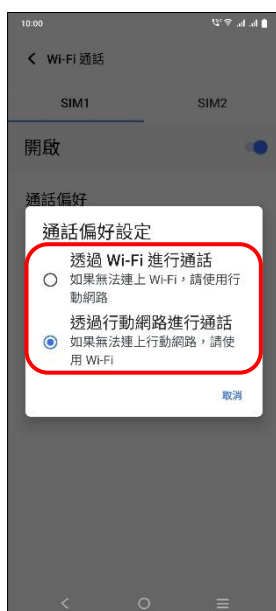 10:00
Wi-Fi 通話
SIM1
SIM2
開啟
通話偏好
通話偏好設定
透過 Wi-Fi 進行通話
如果無法連上 Wi-Fi，請使用行
動網路
透過行動網路進行通話
如果無法連上行動網路，請使
用 Wi-Fi
取消